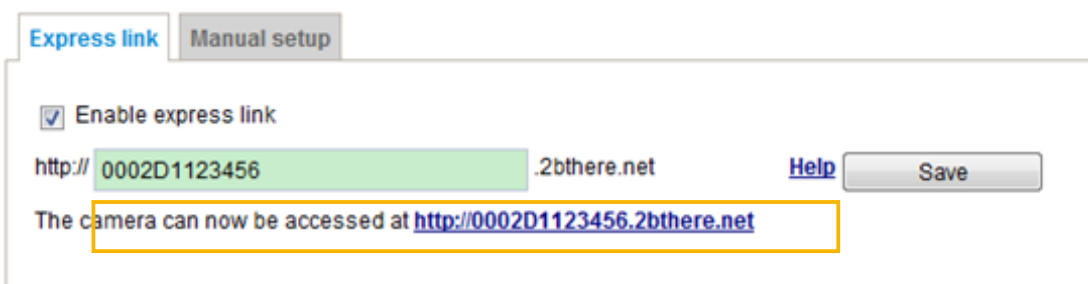 Express link Manual setup
Enable express link
http:// 0002D1123456 .2bthere.net Help Save
The camera can now be accessed at http://0002D1123456.2bthere.net